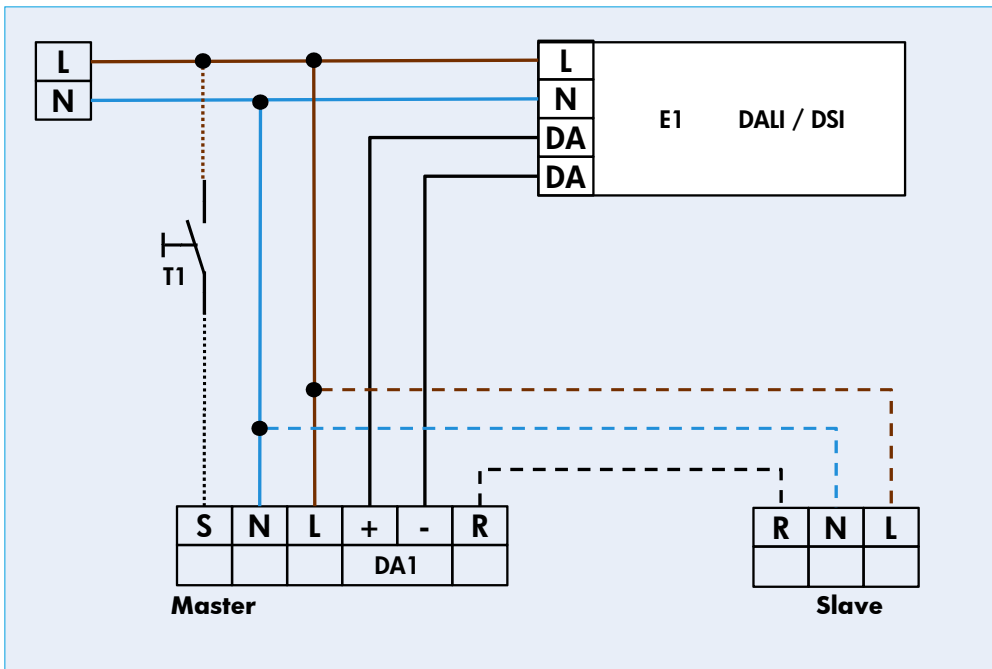 L
N
L
N
DA
DA
E1 DALI / DSI
T1
S N L + - R
DA1
Master
R N L
Slave